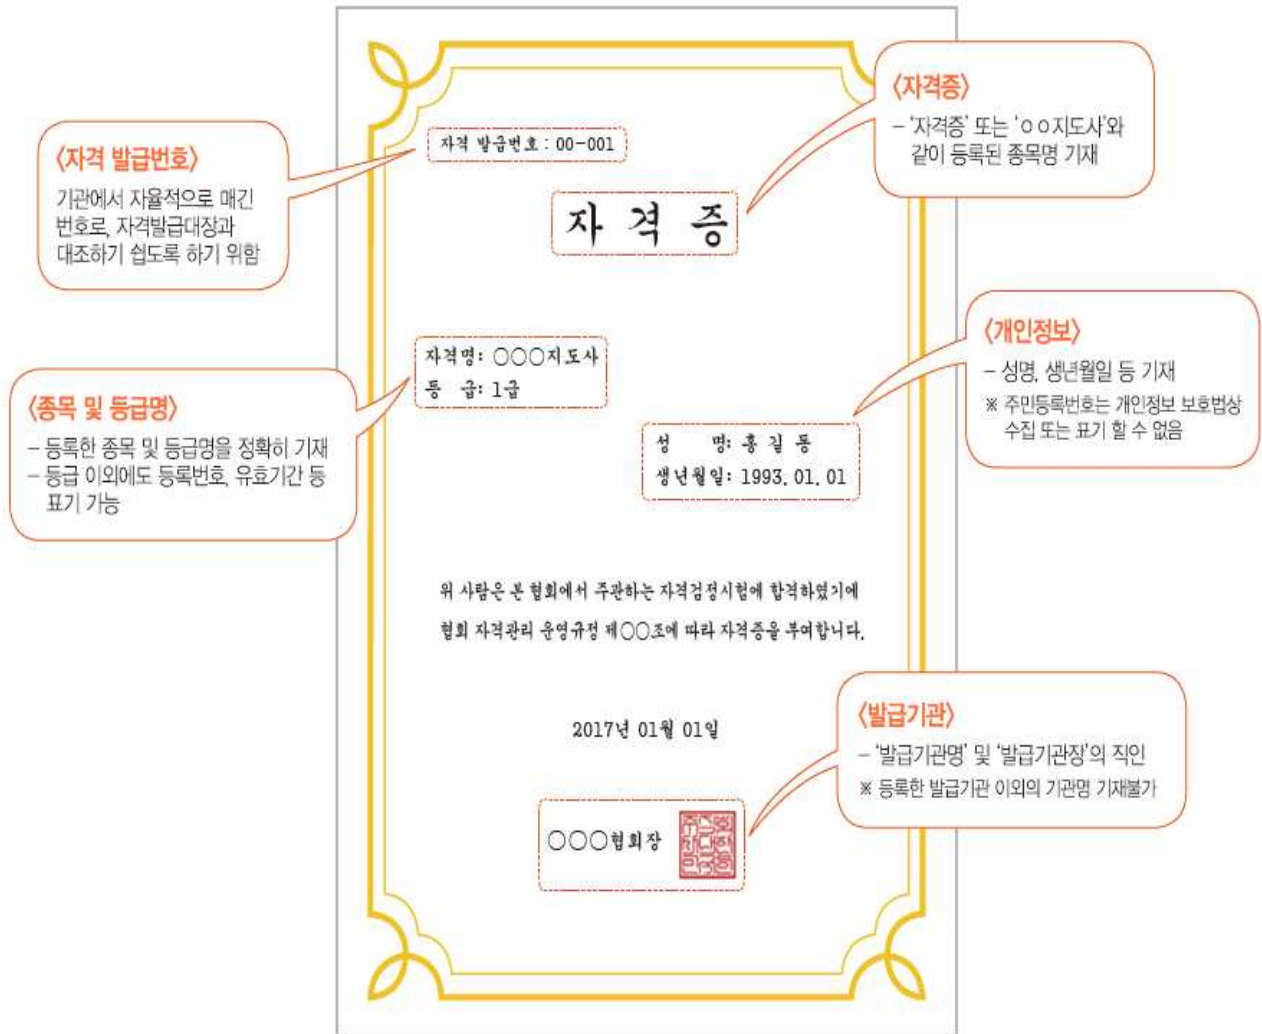 〈자격증〉
– '자격증' 또는 'ㅇㅇ지도사'와
같이 등록된 종목명 기재
자격 발급번호 : 00-001
〈자격 발급번호〉
기관에서 자율적으로 매긴
번호로, 자격발급대장과
대조하기 쉽도록 하기 위함
자 격 증
〈개인정보〉
– 성명, 생년월일 등 기재
※ 주민등록번호는 개인정보 보호법상
수집 또는 표기 할 수 없음
자격명: ○○○지도사
등 급: 1급
〈종목 및 등급명〉
– 등록한 종목 및 등급명을 정확히 기재
– 등급 이외에도 등록번호, 유효기간 등
표기 가능
성 명: 홍 길 동
생년월일: 1993. 01. 01
위 사람은 본 협회에서 주관하는 자격검정시험에 합격하였기에
협회 자격관리 운영규정 제○○조에 따라 자격증을 부여합니다.
〈발급기관〉
– '발급기관명' 및 '발급기관장'의 직인
※ 등록한 발급기관 이외의 기관명 기재불가
2017년 01월 01일
○○○협회장